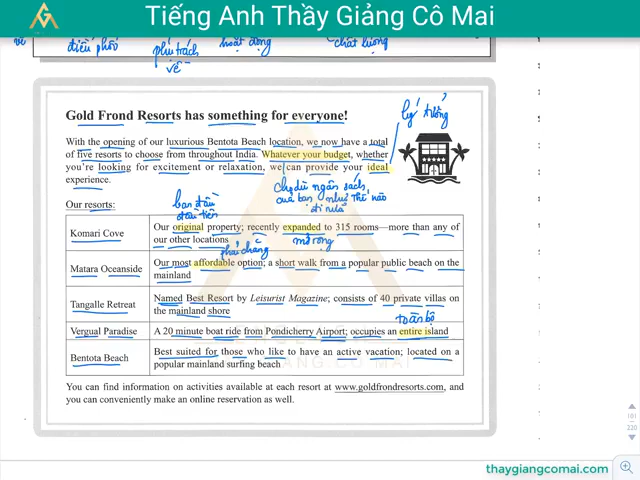 Tiếng Anh Thầy Giảng Cô Mai
AG
về điều phối phụ trách về hoạt động chất lượng
Gold Frond Resorts has something for everyone!
lý tưởng
With the opening of our luxurious Bentota Beach location, we now have a total
of five resorts to choose from throughout India. Whatever your budget, whether
you're looking for excitement or relaxation, we can provide your ideal
experience.
cho dù ngân sách
của bạn như thế nào
đi nữa
Our resorts:
ban đầu
đầu tiên
Komari Cove
Our original property; recently expanded to 315 rooms—more than any of
our other locations
mở rộng
phải chăng
Matara Oceanside
Our most affordable option; a short walk from a popular public beach on the
mainland
Tangalle Retreat
Named Best Resort by Leisurist Magazine; consists of 40 private villas on
the mainland shore
toàn bộ
Vergual Paradise
A 20 minute boat ride from Pondicherry Airport; occupies an entire island
Bentota Beach
Best suited for those who like to have an active vacation; located on a
popular mainland surfing beach
You can find information on activities available at each resort at www.goldfrondresorts.com, and
you can conveniently make an online reservation as well.
181
220
thaygiangcomai.com